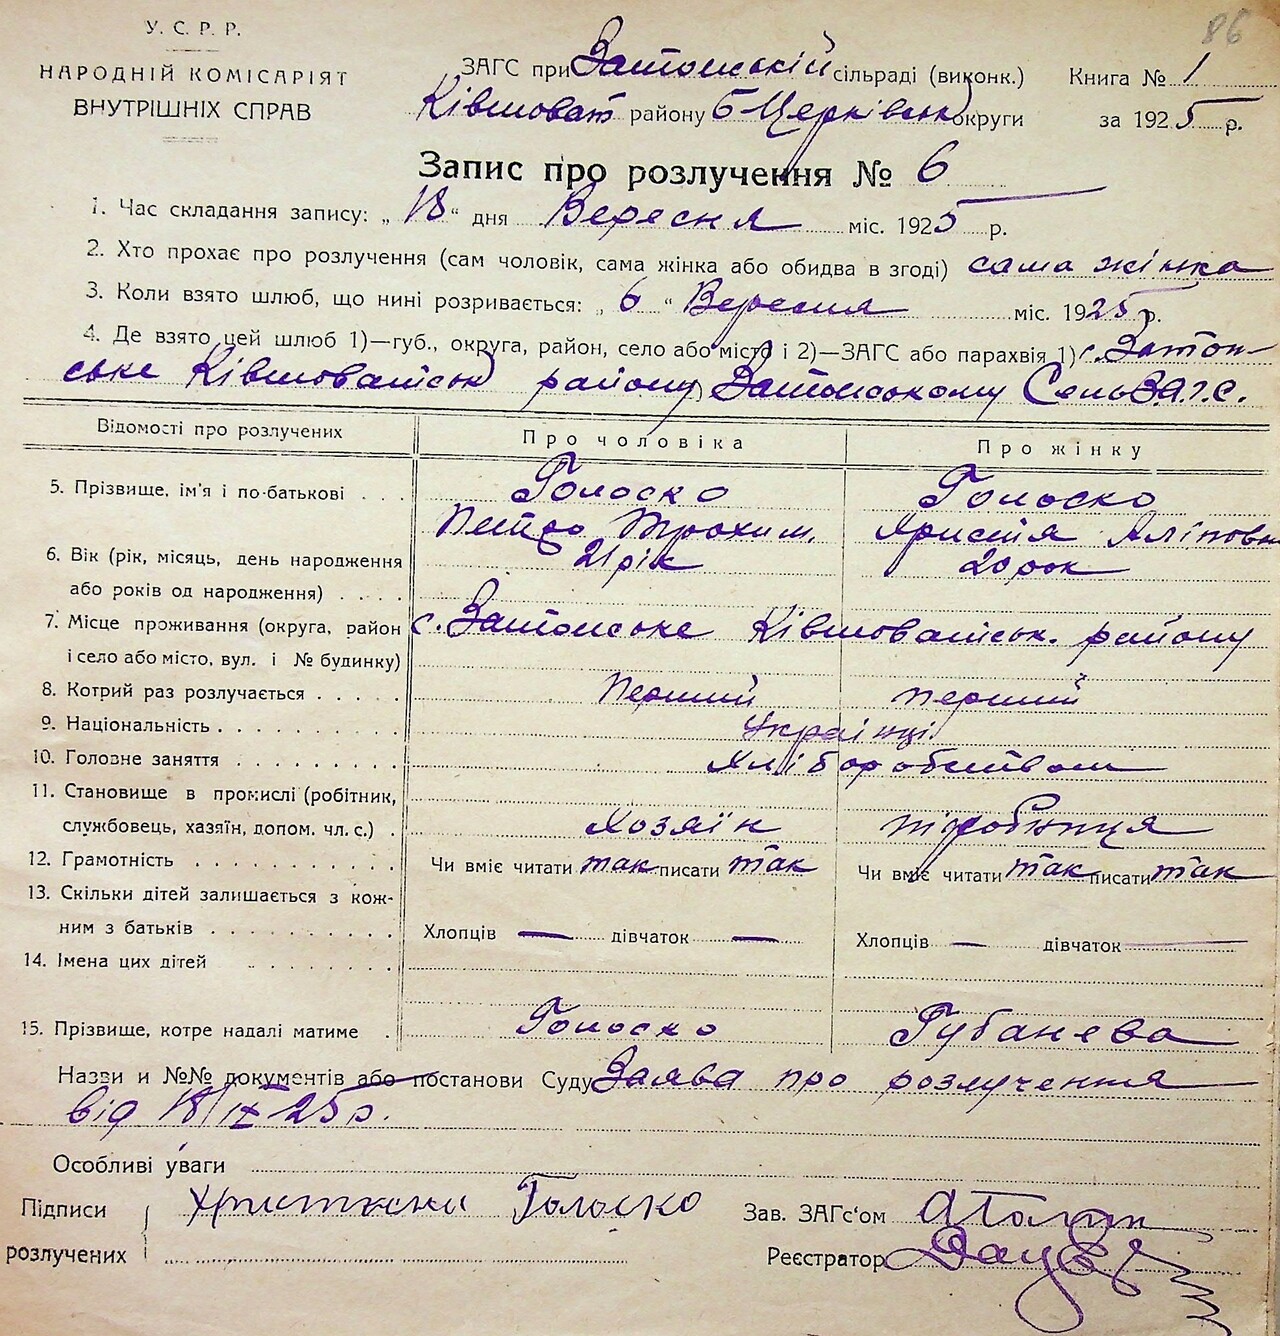 86
У. С. Р. Р.
НАРОДНІЙ КОМІСАРІЯТ
ВНУТРІШНІХ СПРАВ
ЗАГС при Затонській сільраді (виконк.) Книга № 1
Ківшоват району Б Церківськ округи за 1925 р.
Запис про розлучення № 6
1. Час складання запису: „18“ дня Вересня міс. 1925 р.
2. Хто прохає про розлучення (сам чоловік, сама жінка або обидва в згоді) сама жінка
3. Коли взято шлюб, що нині розривається: „6“ Вересня міс. 1925 р.
4. Де взято цей шлюб 1)—губ., округа, район, село або місто і 2)—ЗАГС або парахвія 1) с. Затон-
ське Ківшоватськ району Затонському СельЗ.А.Г.С.
Відомості про розлучених Про чоловіка Про жінку
5. Прізвище, ім'я і по-батькові . . . Голоско Голоско
Петро Трохим. Христя
6. Вік (рік, місяць, день народження 21 рік 20 рок
або років од народження) . . . .
7. Місце проживання (округа, район с. Затонське Ківшоватськ. району
і село або місто, вул. і № будинку)
8. Котрий раз розлучається . . . . . Перший перший
9. Національність . . . . . . . . . . Українці
10. Головне заняття . . . . . . . . . Хліборобством
11. Становище в промислі (робітник,
службовець, хазяїн, допом. чл. с.) . Хозяїн
12. Грамотність . . . . . . . . . . . Чи вміє читати так писати так Чи вміє читати так писати так
13. Скільки дітей залишається з кож-
ним з батьків . . . . . . . . . . Хлопців — дівчаток — Хлопців — дівчаток —
14. Імена цих дітей . . . . . . . .
15. Прізвище, котре надалі матиме . Голоско Губанева
Назви и №№ документів або постанови Суду Заява про розлучення
від 18/IX-25 р.
Особливі уваги
Підписи Голоско Зав. ЗАГс'ом
розлучених Реєстратор